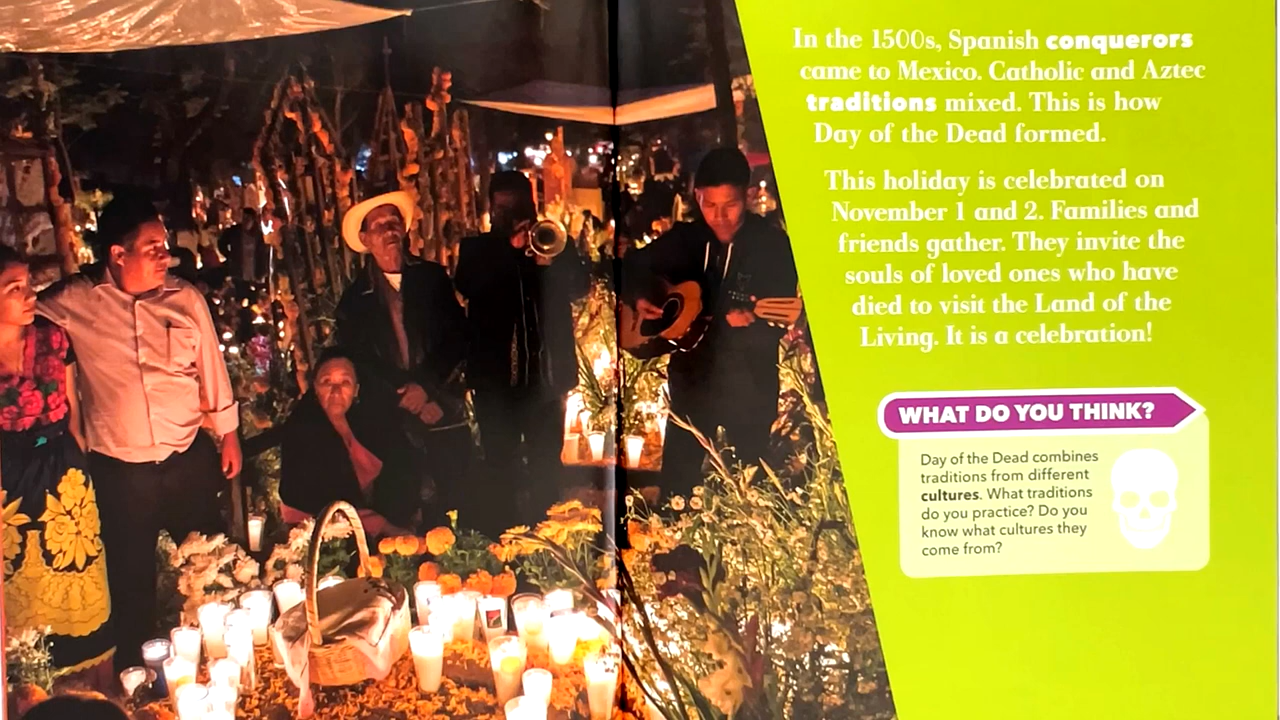 In the 1500s, Spanish conquerors
came to Mexico. Catholic and Aztec
traditions mixed. This is how
Day of the Dead formed.
This holiday is celebrated on
November 1 and 2. Families and
friends gather. They invite the
souls of loved ones who have
died to visit the Land of the
Living. It is a celebration!
WHAT DO YOU THINK?
Day of the Dead combines
traditions from different
cultures. What traditions
do you practice? Do you
know what cultures they
come from?